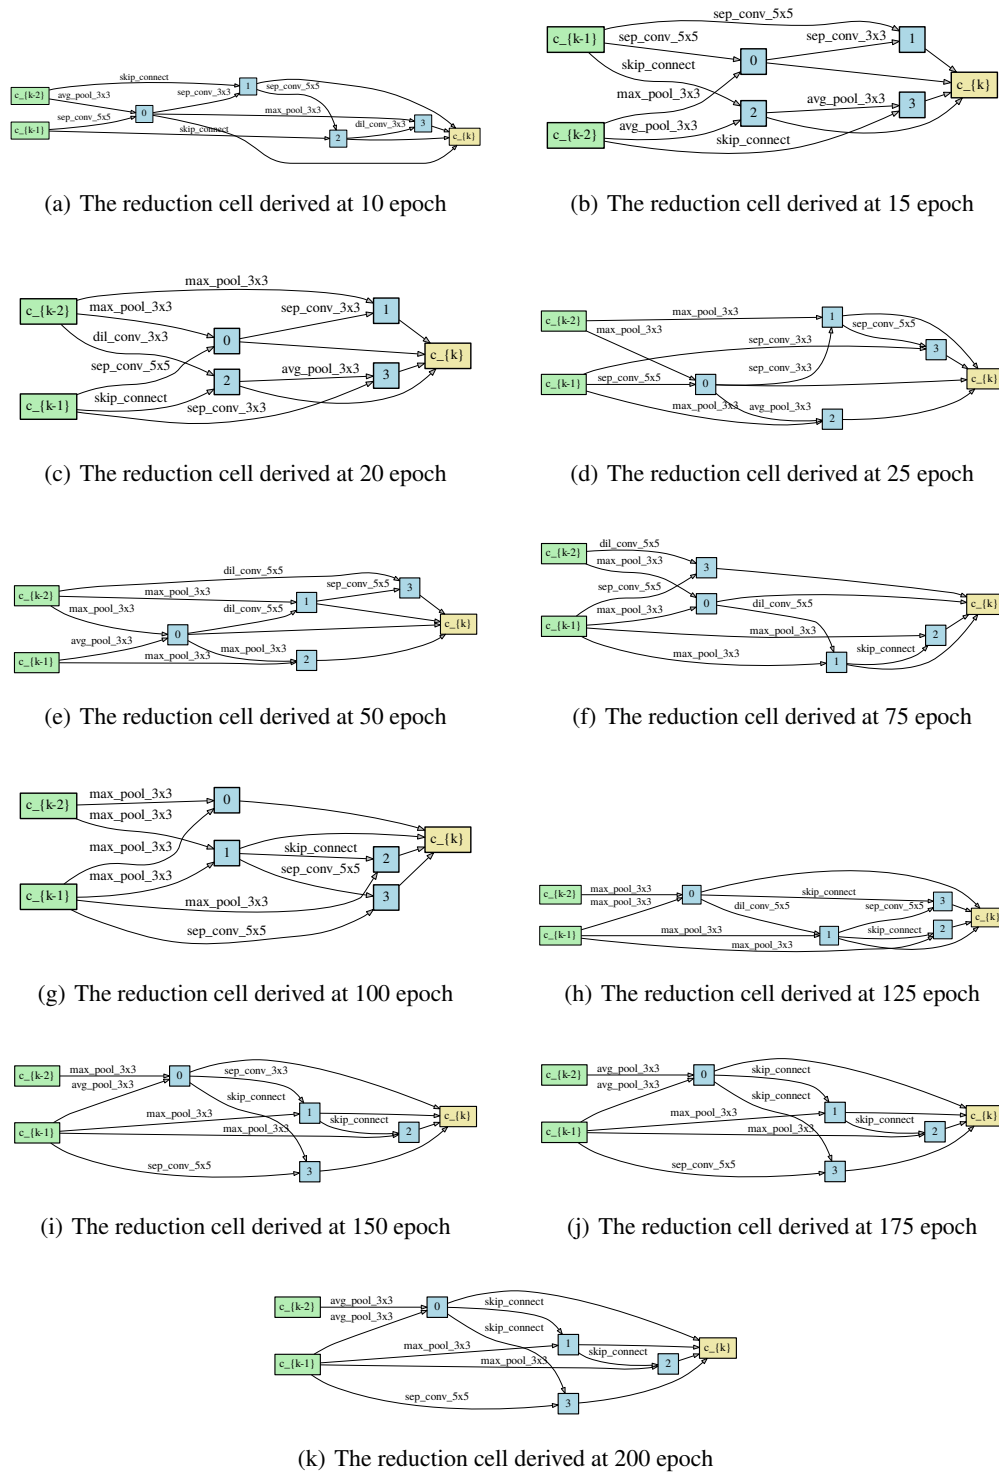 c_{k-2}
c_{k-1}
skip_connect
avg_pool_3x3
sep_conv_5x5
sep_conv_3x3
sep_conv_5x5
max_pool_3x3
skip_connect
dil_conv_3x3
0
1
2
3
c_{k}
(a) The reduction cell derived at 10 epoch
sep_conv_5x5
c_{k-1}
sep_conv_5x5
sep_conv_3x3
skip_connect
max_pool_3x3
c_{k-2}
avg_pool_3x3
avg_pool_3x3
skip_connect
0
1
2
3
c_{k}
(b) The reduction cell derived at 15 epoch
max_pool_3x3
c_{k-2}
max_pool_3x3
sep_conv_3x3
dil_conv_3x3
sep_conv_5x5
avg_pool_3x3
c_{k-1}
skip_connect
sep_conv_3x3
0
1
2
3
c_{k}
(c) The reduction cell derived at 20 epoch
c_{k-2}
max_pool_3x3
max_pool_3x3
sep_conv_5x5
sep_conv_3x3
sep_conv_3x3
c_{k-1}
sep_conv_5x5
max_pool_3x3
avg_pool_3x3
0
1
2
3
c_{k}
(d) The reduction cell derived at 25 epoch
dil_conv_5x5
c_{k-2}
max_pool_3x3
sep_conv_5x5
max_pool_3x3
dil_conv_5x5
avg_pool_3x3
c_{k-1}
max_pool_3x3
max_pool_3x3
0
1
2
3
c_{k}
(e) The reduction cell derived at 50 epoch
dil_conv_5x5
c_{k-2}
max_pool_3x3
sep_conv_5x5
max_pool_3x3
dil_conv_5x5
c_{k-1}
max_pool_3x3
skip_connect
max_pool_3x3
0
1
2
3
c_{k}
(f) The reduction cell derived at 75 epoch
c_{k-2}
max_pool_3x3
max_pool_3x3
max_pool_3x3
max_pool_3x3
skip_connect
sep_conv_5x5
c_{k-1}
max_pool_3x3
sep_conv_5x5
0
1
2
3
c_{k}
(g) The reduction cell derived at 100 epoch
c_{k-2}
max_pool_3x3
max_pool_3x3
skip_connect
dil_conv_5x5
sep_conv_5x5
c_{k-1}
max_pool_3x3
skip_connect
max_pool_3x3
0
1
2
3
c_{k}
(h) The reduction cell derived at 125 epoch
c_{k-2}
max_pool_3x3
avg_pool_3x3
sep_conv_3x3
skip_connect
max_pool_3x3
skip_connect
c_{k-1}
max_pool_3x3
sep_conv_5x5
0
1
2
3
c_{k}
(i) The reduction cell derived at 150 epoch
c_{k-2}
avg_pool_3x3
avg_pool_3x3
skip_connect
skip_connect
max_pool_3x3
skip_connect
c_{k-1}
max_pool_3x3
sep_conv_5x5
0
1
2
3
c_{k}
(j) The reduction cell derived at 175 epoch
c_{k-2}
avg_pool_3x3
avg_pool_3x3
skip_connect
skip_connect
max_pool_3x3
skip_connect
c_{k-1}
max_pool_3x3
sep_conv_5x5
0
1
2
3
c_{k}
(k) The reduction cell derived at 200 epoch